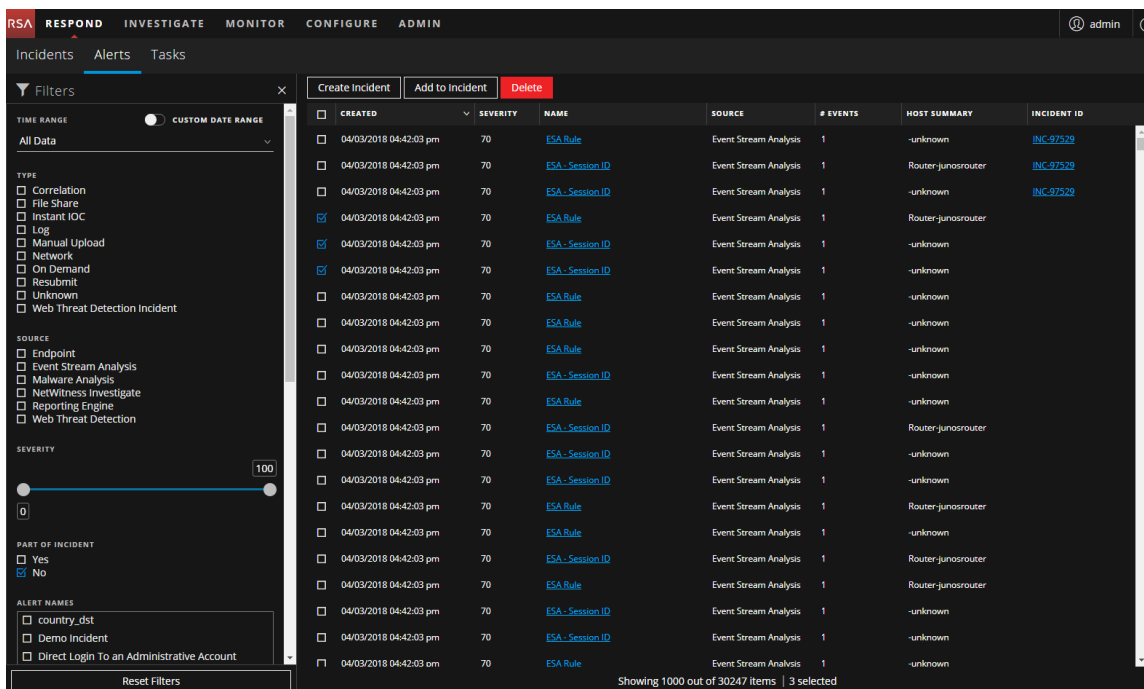 RSA RESPOND INVESTIGATE MONITOR CONFIGURE ADMIN admin
Incidents Alerts Tasks
Filters
TIME RANGE CUSTOM DATE RANGE
All Data
TYPE
Correlation
File Share
Instant IOC
Log
Manual Upload
Network
On Demand
Resubmit
Unknown
Web Threat Detection Incident
SOURCE
Endpoint
Event Stream Analysis
Malware Analysis
NetWitness Investigate
Reporting Engine
Web Threat Detection
SEVERITY
100
0
PART OF INCIDENT
Yes
No
ALERT NAMES
country_dst
Demo Incident
Direct Login To an Administrative Account
Reset Filters
Create Incident Add to Incident Delete
CREATED SEVERITY NAME SOURCE # EVENTS HOST SUMMARY INCIDENT ID
04/03/2018 04:42:03 pm 70 ESA Rule Event Stream Analysis 1 -unknown INC-97529
04/03/2018 04:42:03 pm 70 ESA - Session ID Event Stream Analysis 1 Router-junosrouter INC-97529
04/03/2018 04:42:03 pm 70 ESA - Session ID Event Stream Analysis 1 -unknown INC-97529
04/03/2018 04:42:03 pm 70 ESA Rule Event Stream Analysis 1 Router-junosrouter
04/03/2018 04:42:03 pm 70 ESA - Session ID Event Stream Analysis 1 -unknown
04/03/2018 04:42:03 pm 70 ESA - Session ID Event Stream Analysis 1 -unknown
04/03/2018 04:42:03 pm 70 ESA Rule Event Stream Analysis 1 -unknown
04/03/2018 04:42:03 pm 70 ESA Rule Event Stream Analysis 1 -unknown
04/03/2018 04:42:03 pm 70 ESA Rule Event Stream Analysis 1 -unknown
04/03/2018 04:42:03 pm 70 ESA - Session ID Event Stream Analysis 1 -unknown
04/03/2018 04:42:03 pm 70 ESA Rule Event Stream Analysis 1 -unknown
04/03/2018 04:42:03 pm 70 ESA - Session ID Event Stream Analysis 1 Router-junosrouter
04/03/2018 04:42:03 pm 70 ESA - Session ID Event Stream Analysis 1 -unknown
04/03/2018 04:42:03 pm 70 ESA - Session ID Event Stream Analysis 1 -unknown
04/03/2018 04:42:03 pm 70 ESA Rule Event Stream Analysis 1 Router-junosrouter
04/03/2018 04:42:03 pm 70 ESA Rule Event Stream Analysis 1 -unknown
04/03/2018 04:42:03 pm 70 ESA - Session ID Event Stream Analysis 1 Router-junosrouter
04/03/2018 04:42:03 pm 70 ESA Rule Event Stream Analysis 1 Router-junosrouter
04/03/2018 04:42:03 pm 70 ESA - Session ID Event Stream Analysis 1 -unknown
04/03/2018 04:42:03 pm 70 ESA - Session ID Event Stream Analysis 1 -unknown
04/03/2018 04:42:03 pm 70 ESA Rule Event Stream Analysis 1 -unknown
Showing 1000 out of 30247 items | 3 selected